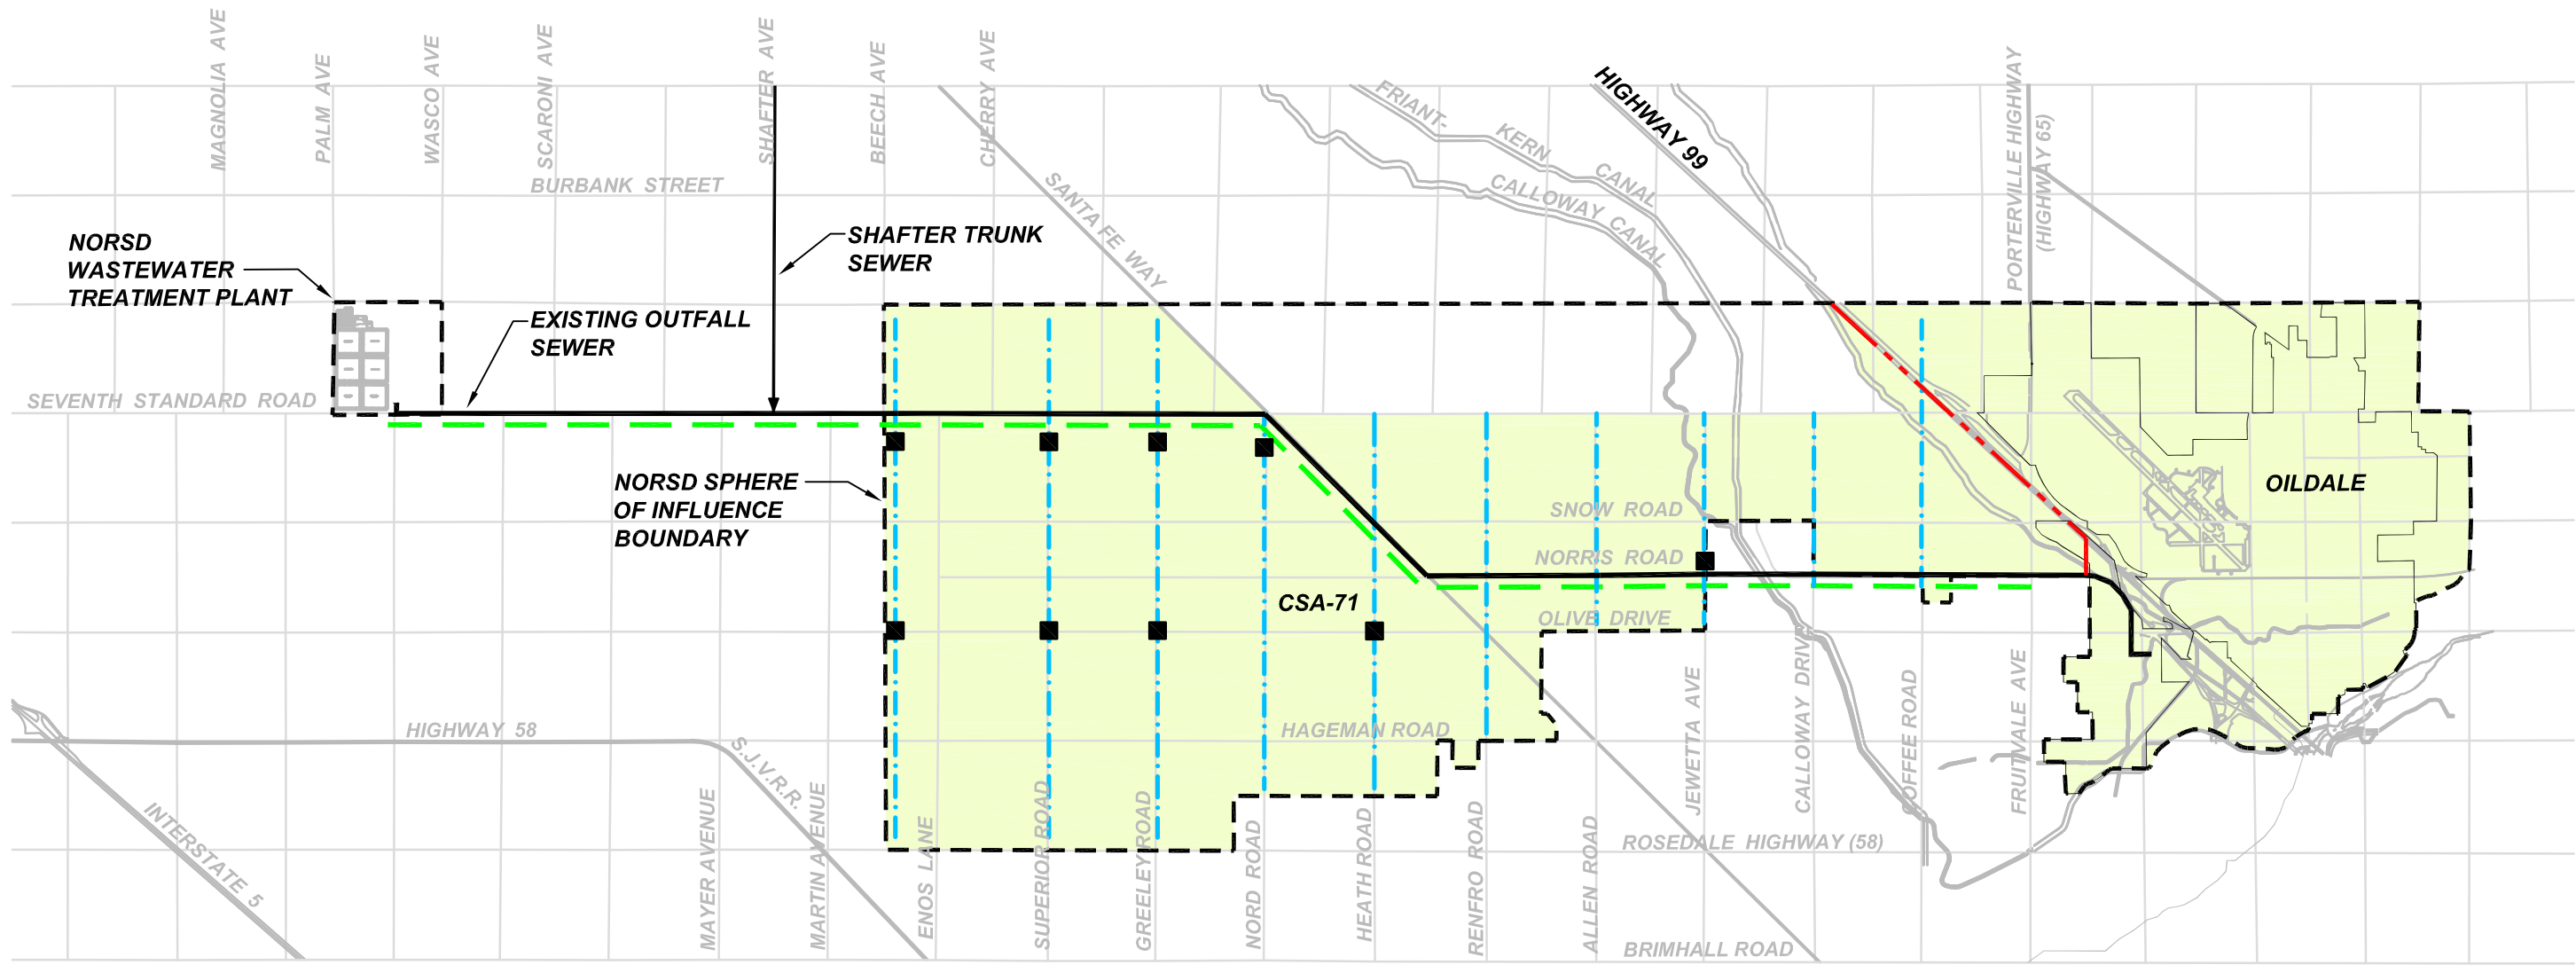 MAGNOLIA AVE
PALM AVE
WASCO AVE
SCARONI AVE
SHAFTER AVE
BEECH AVE
CHERRY AVE
FRIANT-
KERN
CANAL
CALLOWAY CANAL
HIGHWAY 99
PORTERVILLE HIGHWAY
(HIGHWAY 65)
BURBANK STREET
SANTA FE WAY
NORSD
WASTEWATER
TREATMENT PLANT
SHAFTER TRUNK
SEWER
EXISTING OUTFALL
SEWER
SEVENTH STANDARD ROAD
NORSD SPHERE
OF INFLUENCE
BOUNDARY
OILDALE
SNOW ROAD
NORRIS ROAD
CSA-71
OLIVE DRIVE
HIGHWAY 58
S.J.V.R.R.
HAGEMAN ROAD
INTERSTATE 5
MAYER AVENUE
MARTIN AVENUE
ENOS LANE
SUPERIOR ROAD
GREELEY ROAD
NORD ROAD
HEATH ROAD
RENFRO ROAD
ALLEN ROAD
JEWETTA AVE
CALLOWAY DRIVE
COFFEE ROAD
FRUITVALE AVE
ROSEDALE HIGHWAY (58)
BRIMHALL ROAD